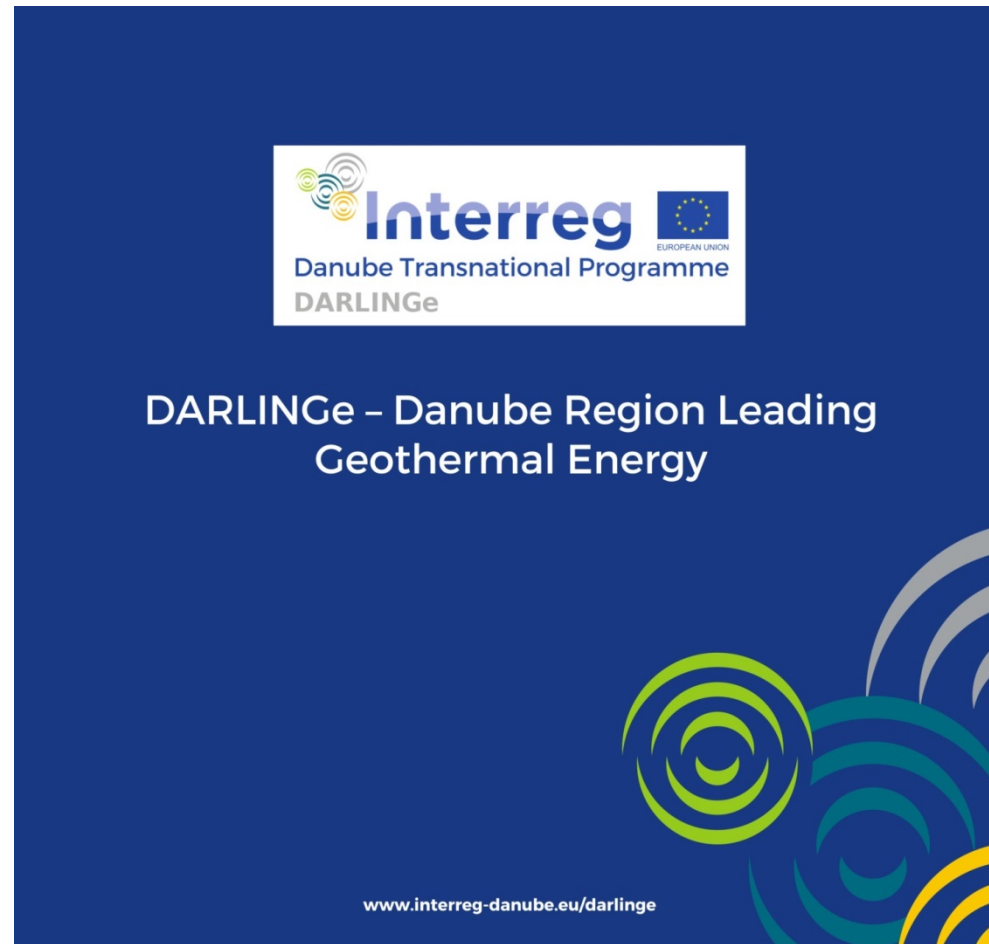 Interreg
EUROPEAN UNION
Danube Transnational Programme
DARLINGe
DARLINGe – Danube Region Leading
Geothermal Energy
www.interreg-danube.eu/darlinge